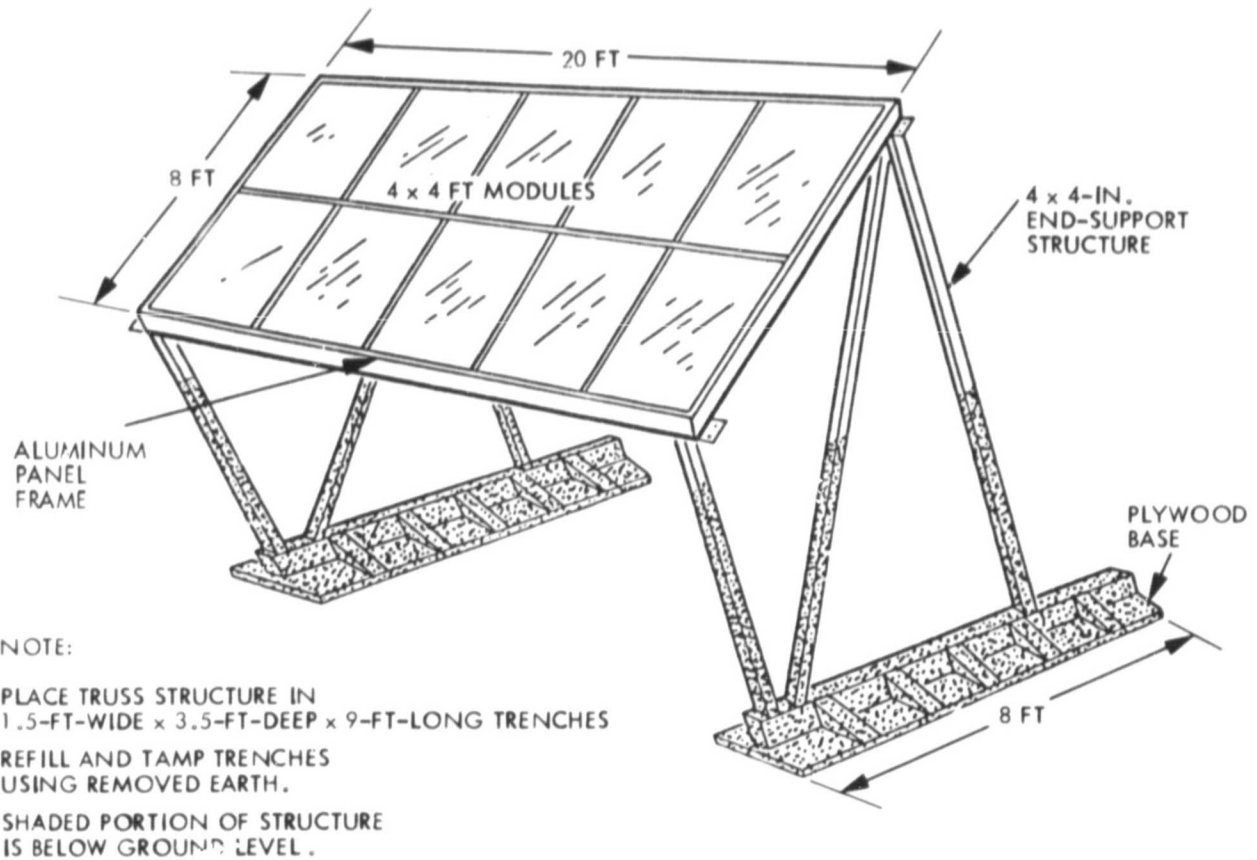 20 FT
8 FT
4 x 4 FT MODULES
4 x 4-IN.
END-SUPPORT
STRUCTURE
ALUMINUM
PANEL
FRAME
PLYWOOD
BASE
8 FT
NOTE:
PLACE TRUSS STRUCTURE IN
1.5-FT-WIDE x 3.5-FT-DEEP x 9-FT-LONG TRENCHES
REFILL AND TAMP TRENCHES
USING REMOVED EARTH.
SHADED PORTION OF STRUCTURE
IS BELOW GROUND LEVEL.